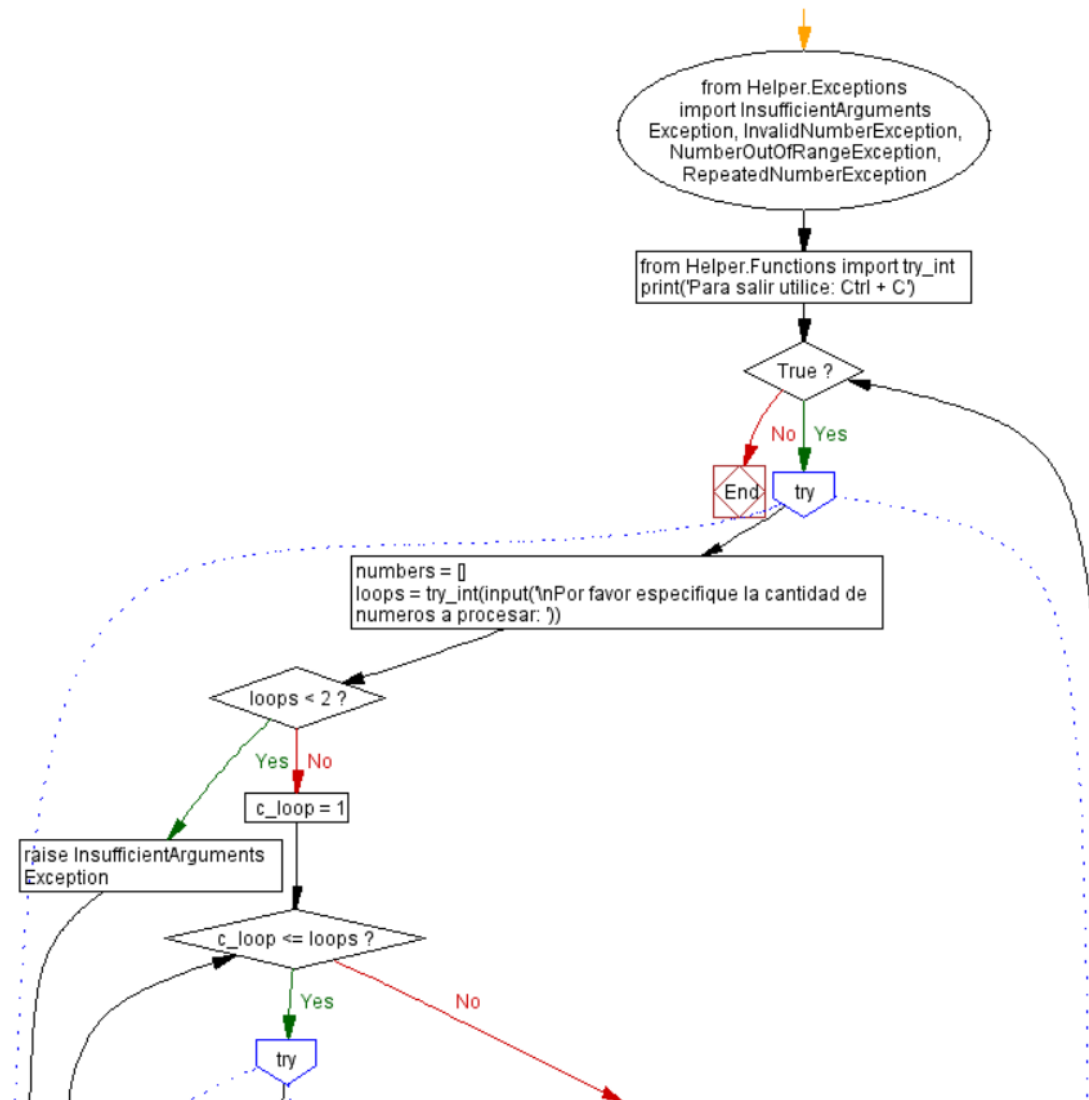 from Helper.Exceptions
import InsufficientArguments
Exception, InvalidNumberException,
NumberOutOfRangeException,
RepeatedNumberException
from Helper.Functions import try_int
print('Para salir utilice: Ctrl + C')
True ?
No
Yes
End
try
numbers = []
loops = try_int(input('\nPor favor especifique la cantidad de
numeros a procesar: '))
loops < 2 ?
Yes
No
c_loop = 1
raise InsufficientArguments
Exception
c_loop <= loops ?
Yes
No
try